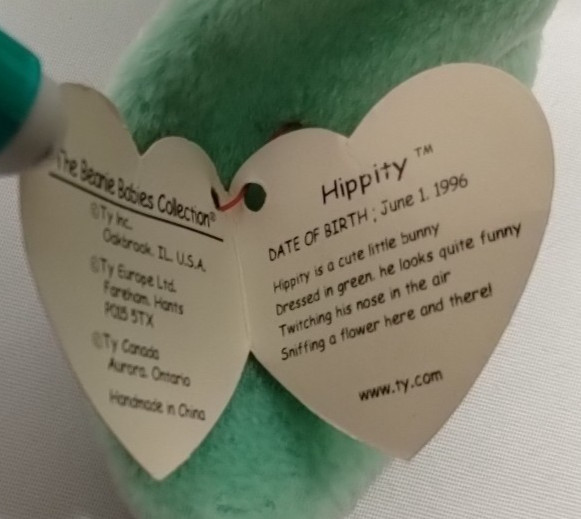 The Beanie Babies Collection®
©Ty Inc.
Oakbrook, IL. U.S.A.
©Ty Europe Ltd.
Fareham, Hants
PO15 5TX
©Ty Canada
Aurora, Ontario
Handmade in China
Hippity ™
DATE OF BIRTH : June 1, 1996
Hippity is a cute little bunny
Dressed in green, he looks quite funny
Twitching his nose in the air
Sniffing a flower here and there!
www.ty.com